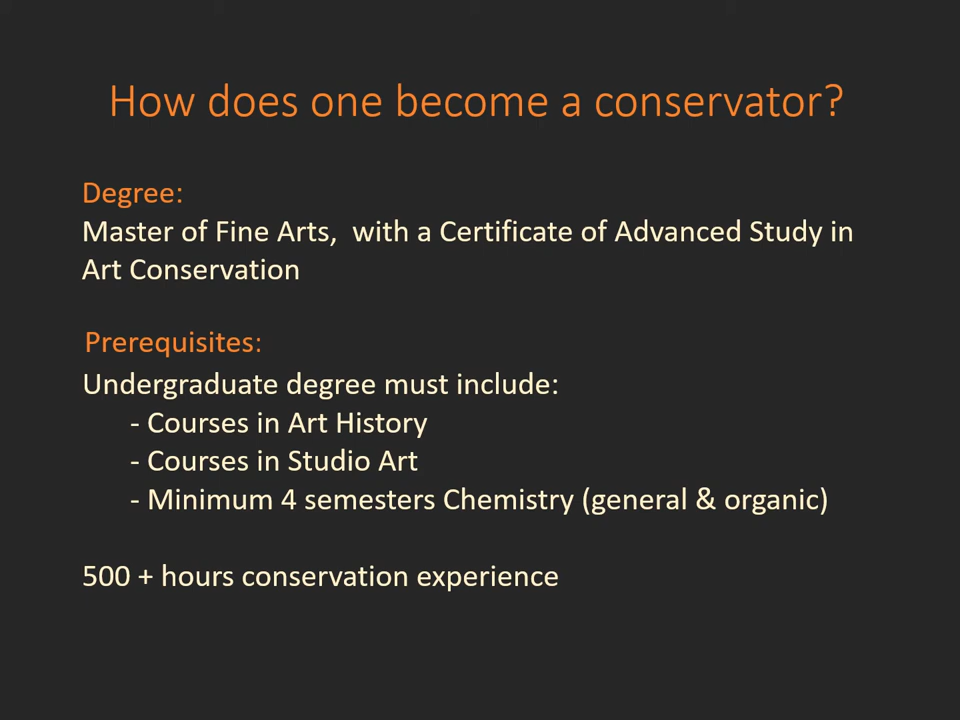 How does one become a conservator?
Degree:
Master of Fine Arts,  with a Certificate of Advanced Study in
Art Conservation
Prerequisites:
Undergraduate degree must include:
- Courses in Art History
- Courses in Studio Art
- Minimum 4 semesters Chemistry (general & organic)
500 + hours conservation experience